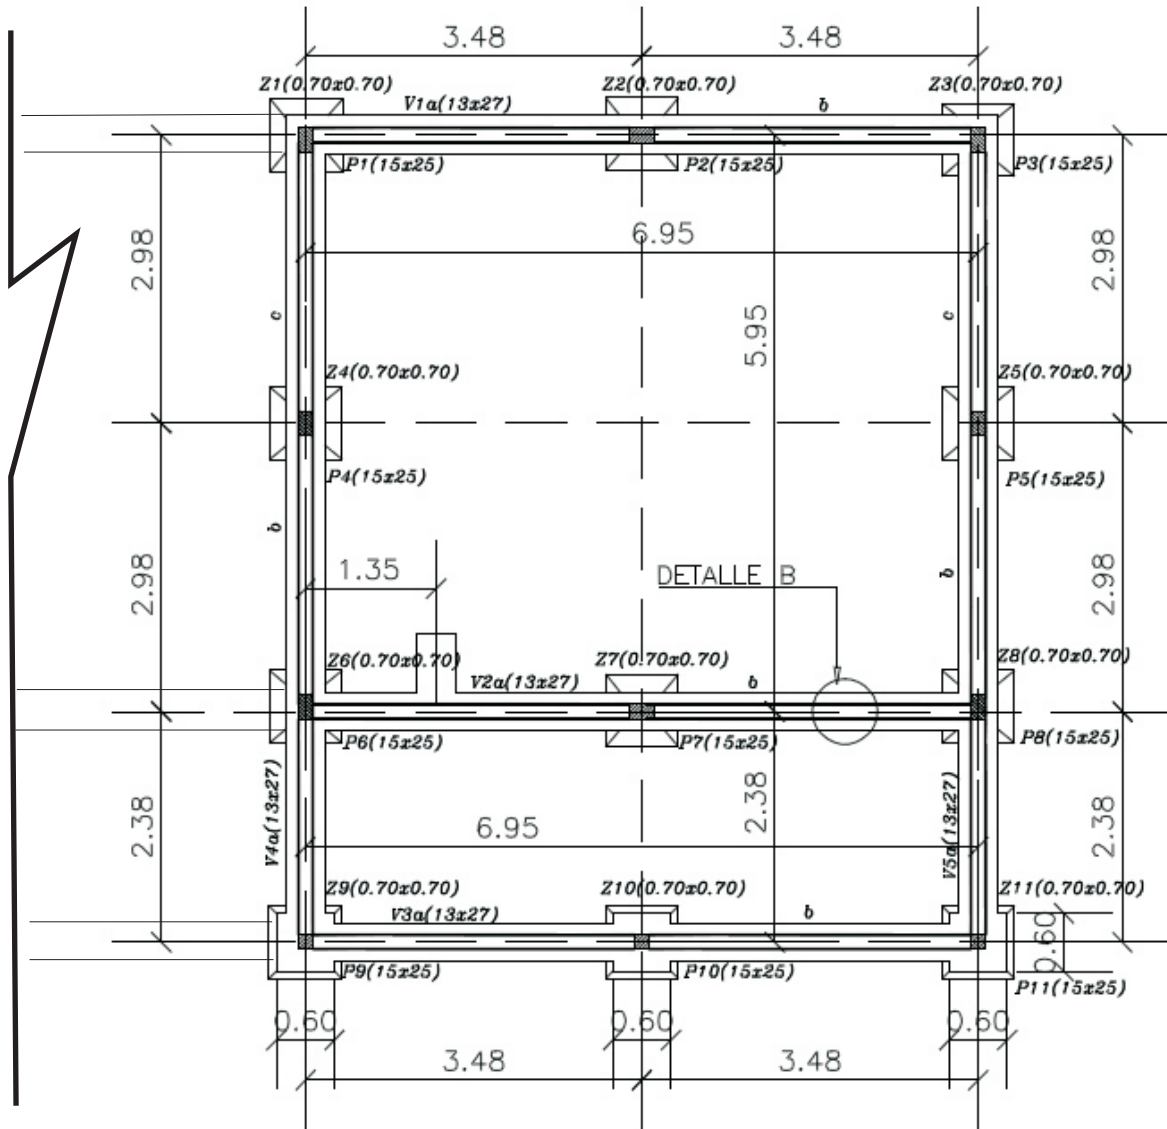 3.48 3.48
Z1(0.70x0.70) Z2(0.70x0.70) Z3(0.70x0.70)
V1a(13x27) b
P1(15x25) P2(15x25) P3(15x25)
6.95
2.98 2.98
c 5.95 c
Z4(0.70x0.70) Z5(0.70x0.70)
P4(15x25) P5(15x25)
b b
2.98 1.35 DETALLE B 2.98
Z6(0.70x0.70) Z7(0.70x0.70) Z8(0.70x0.70)
V2a(13x27) b
P6(15x25) P7(15x25) P8(15x25)
V4a(13x27) V5a(13x27)
2.38 6.95 2.38 2.38
Z9(0.70x0.70) Z10(0.70x0.70) Z11(0.70x0.70)
V3a(13x27) b
0.60
P9(15x25) P10(15x25) P11(15x25)
0.60 0.60 0.60
3.48 3.48